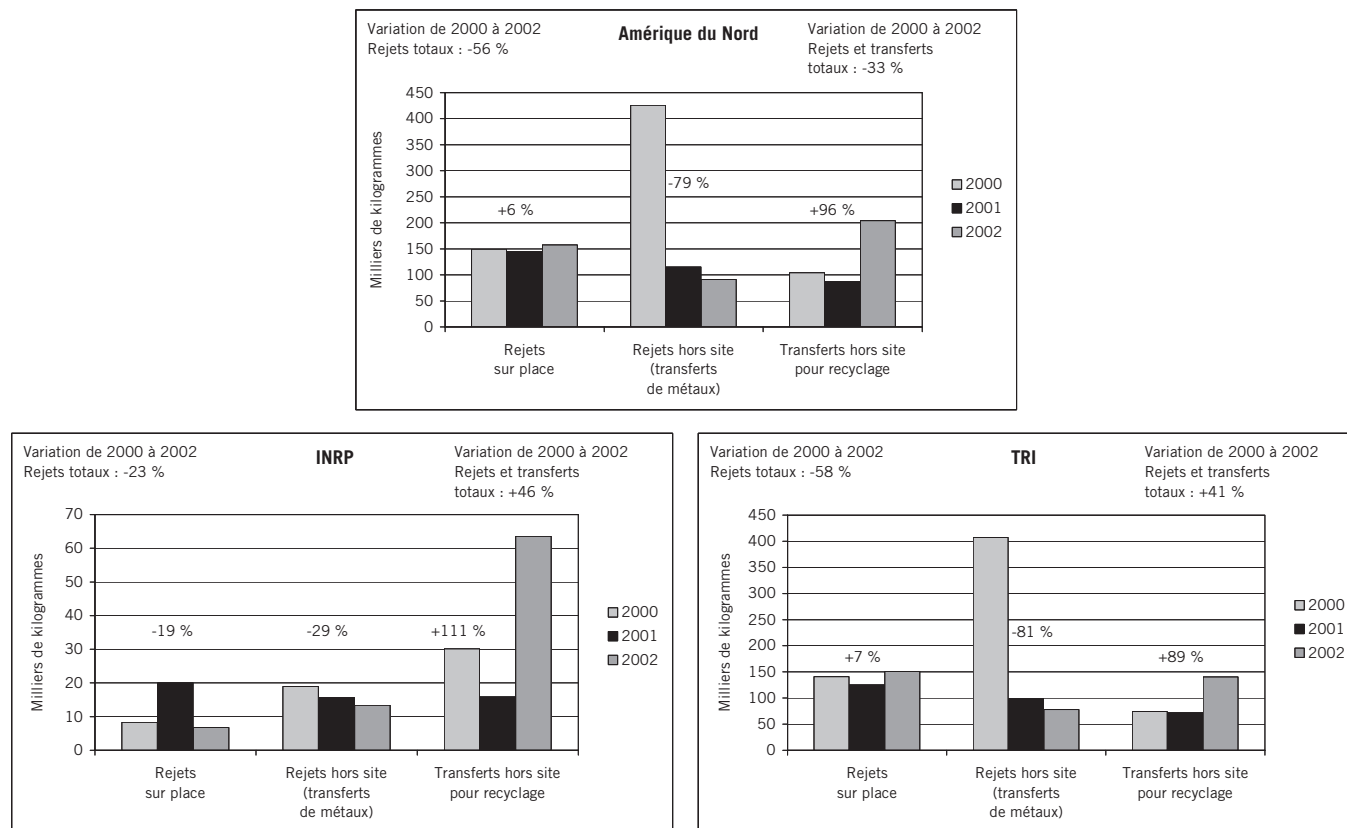 Variation de 2000 à 2002
Rejets totaux : -56 %
Amérique du Nord
Variation de 2000 à 2002
Rejets et transferts
totaux : -33 %
Milliers de kilogrammes
450
400
350
300
250
200
150
100
50
0
+6 %
-79 %
+96 %
2000
2001
2002
Rejets
sur place
Rejets hors site
(transferts
de métaux)
Transferts hors site
pour recyclage
Variation de 2000 à 2002
Rejets totaux : -23 %
INRP
Variation de 2000 à 2002
Rejets et transferts
totaux : +46 %
Milliers de kilogrammes
70
60
50
40
30
20
10
0
-19 %
-29 %
+111 %
2000
2001
2002
Rejets
sur place
Rejets hors site
(transferts
de métaux)
Transferts hors site
pour recyclage
Variation de 2000 à 2002
Rejets totaux : -58 %
TRI
Variation de 2000 à 2002
Rejets et transferts
totaux : +41 %
Milliers de kilogrammes
450
400
350
300
250
200
150
100
50
0
+7 %
-81 %
+89 %
2000
2001
2002
Rejets
sur place
Rejets hors site
(transferts
de métaux)
Transferts hors site
pour recyclage